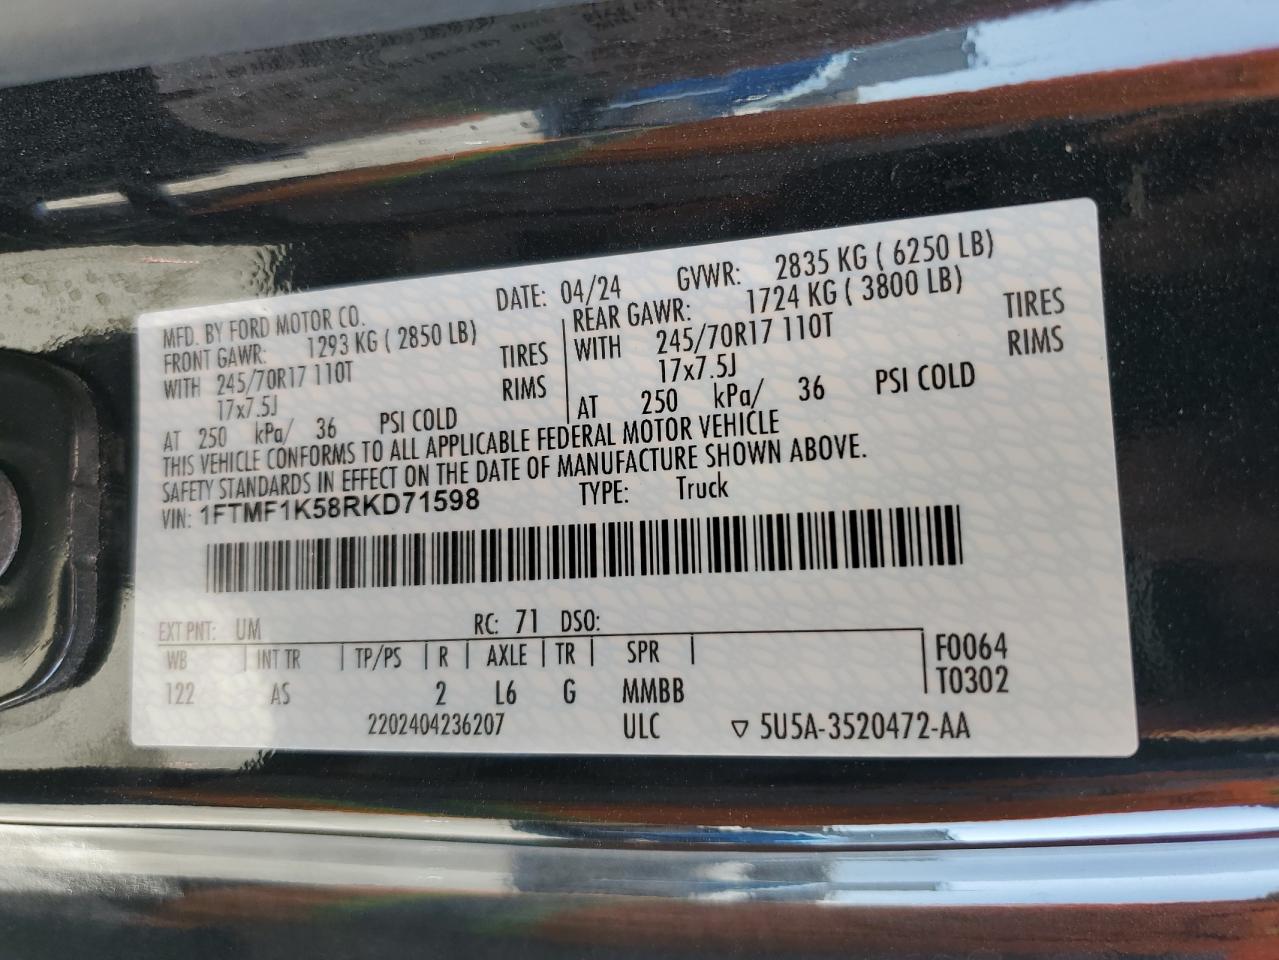 MFD. BY FORD MOTOR CO. DATE: 04/24 GVWR: 2835 KG ( 6250 LB)
FRONT GAWR: 1293 KG ( 2850 LB) REAR GAWR: 1724 KG ( 3800 LB)
WITH 245/70R17 110T TIRES WITH 245/70R17 110T TIRES
17x7.5J RIMS 17x7.5J RIMS
AT 250 kPa/ 36 PSI COLD AT 250 kPa/ 36 PSI COLD
THIS VEHICLE CONFORMS TO ALL APPLICABLE FEDERAL MOTOR VEHICLE
SAFETY STANDARDS IN EFFECT ON THE DATE OF MANUFACTURE SHOWN ABOVE.
VIN: 1FTMF1K58RKD71598 TYPE: Truck
EXT PNT: UM RC: 71 DSO:
WB INT TR TP/PS R AXLE TR SPR F0064
122 AS 2 L6 G MMBB T0302
2202404236207 ULC ▽ 5U5A-3520472-AA